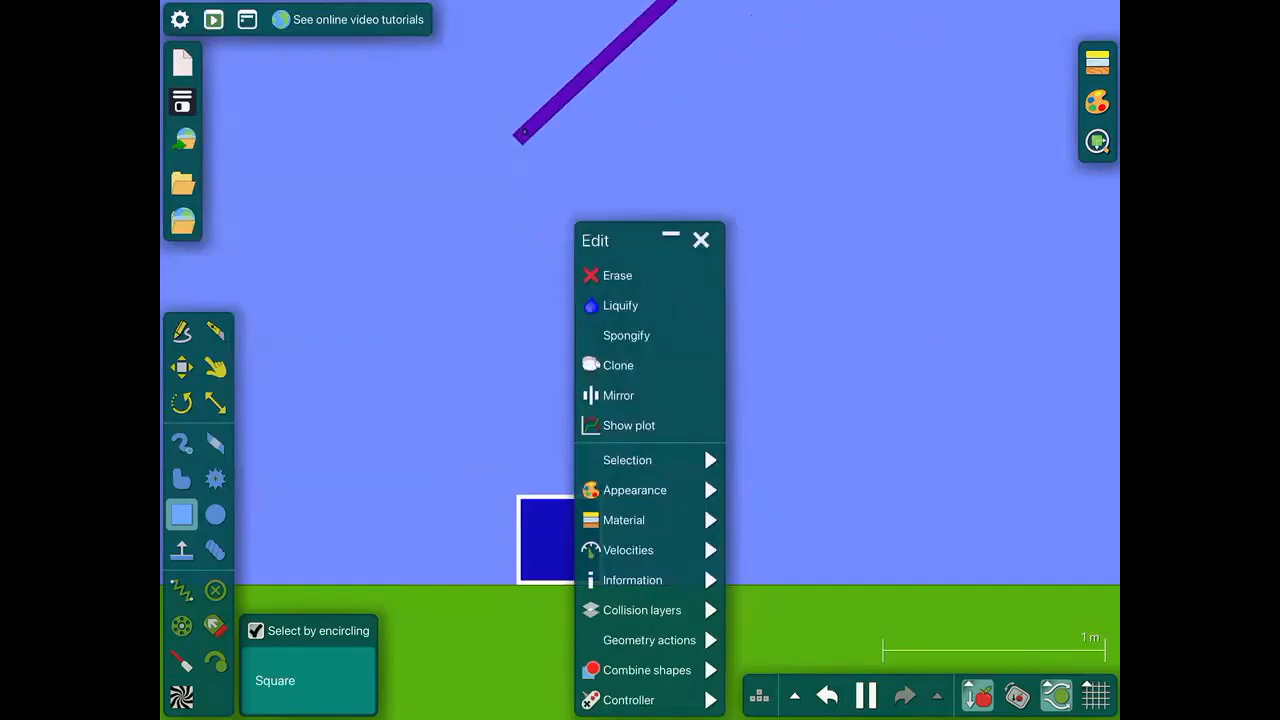 See online video tutorials
Edit
Erase
Liquify
Spongify
Clone
Mirror
Show plot
Selection
Appearance
Material
Velocities
Information
Collision layers
Geometry actions
Combine shapes
Controller
Select by encircling
Square
1 m